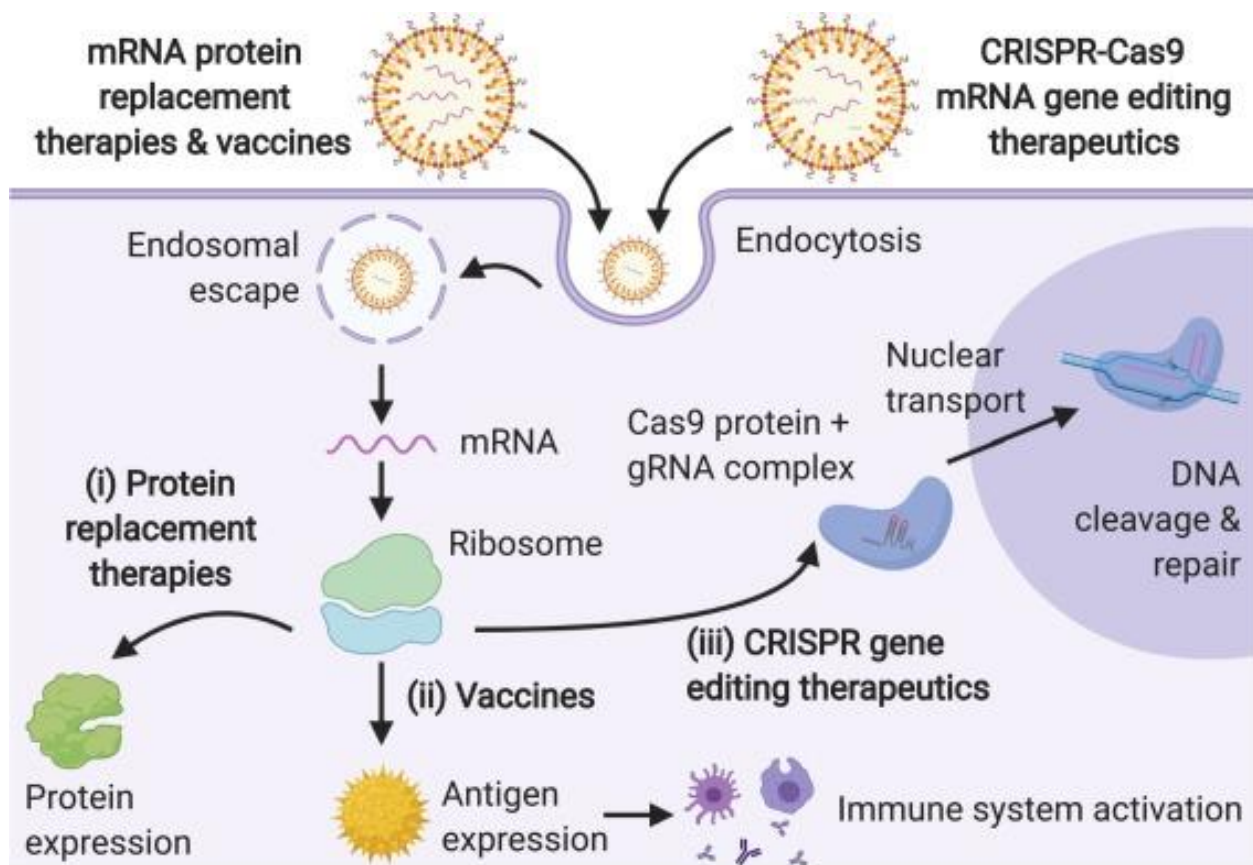 mRNA protein
replacement
therapies & vaccines
CRISPR-Cas9
mRNA gene editing
therapeutics
Endosomal
escape
Endocytosis
Nuclear
transport
mRNA
Cas9 protein +
gRNA complex
(i) Protein
replacement
therapies
Ribosome
DNA
cleavage &
repair
(iii) CRISPR gene
editing therapeutics
(ii) Vaccines
Protein
expression
Antigen
expression
Immune system activation